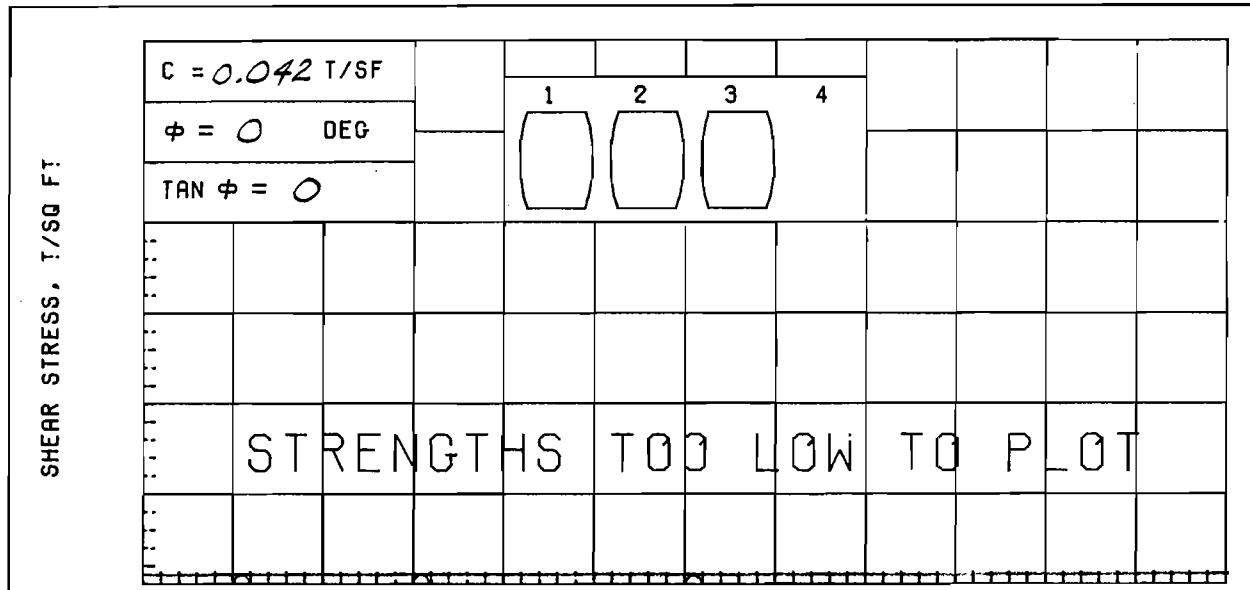 C = 0.042 T/SF
φ = 0 DEG
TAN φ = 0
1 2 3 4
SHEAR STRESS, T/SQ FT
STRENGTHS TOO LOW TO PLOT